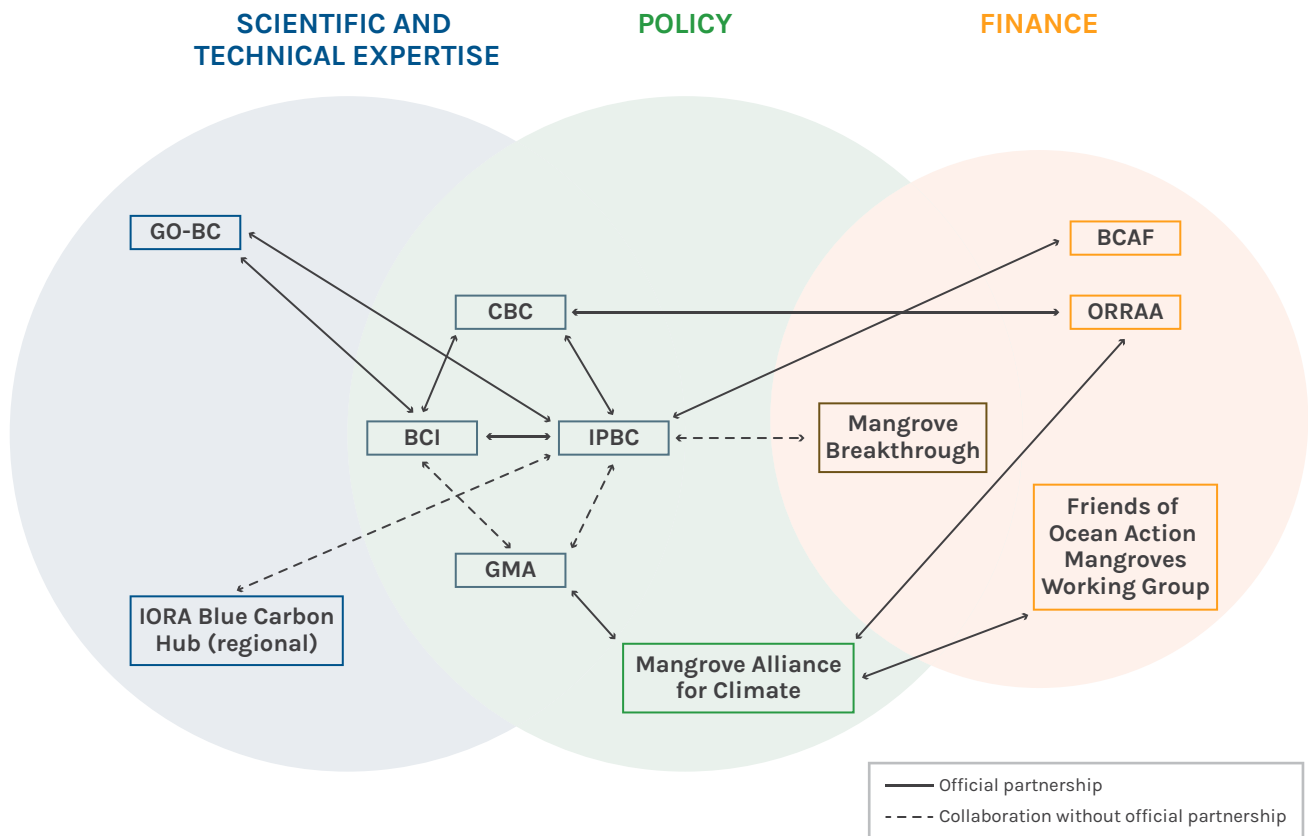 SCIENTIFIC AND
TECHNICAL EXPERTISE
POLICY
FINANCE
GO-BC
BCAF
CBC
ORRAA
BCI
IPBC
Mangrove
Breakthrough
Friends of
Ocean Action
Mangroves
Working Group
GMA
IORA Blue Carbon
Hub (regional)
Mangrove Alliance
for Climate
Official partnership
Collaboration without official partnership